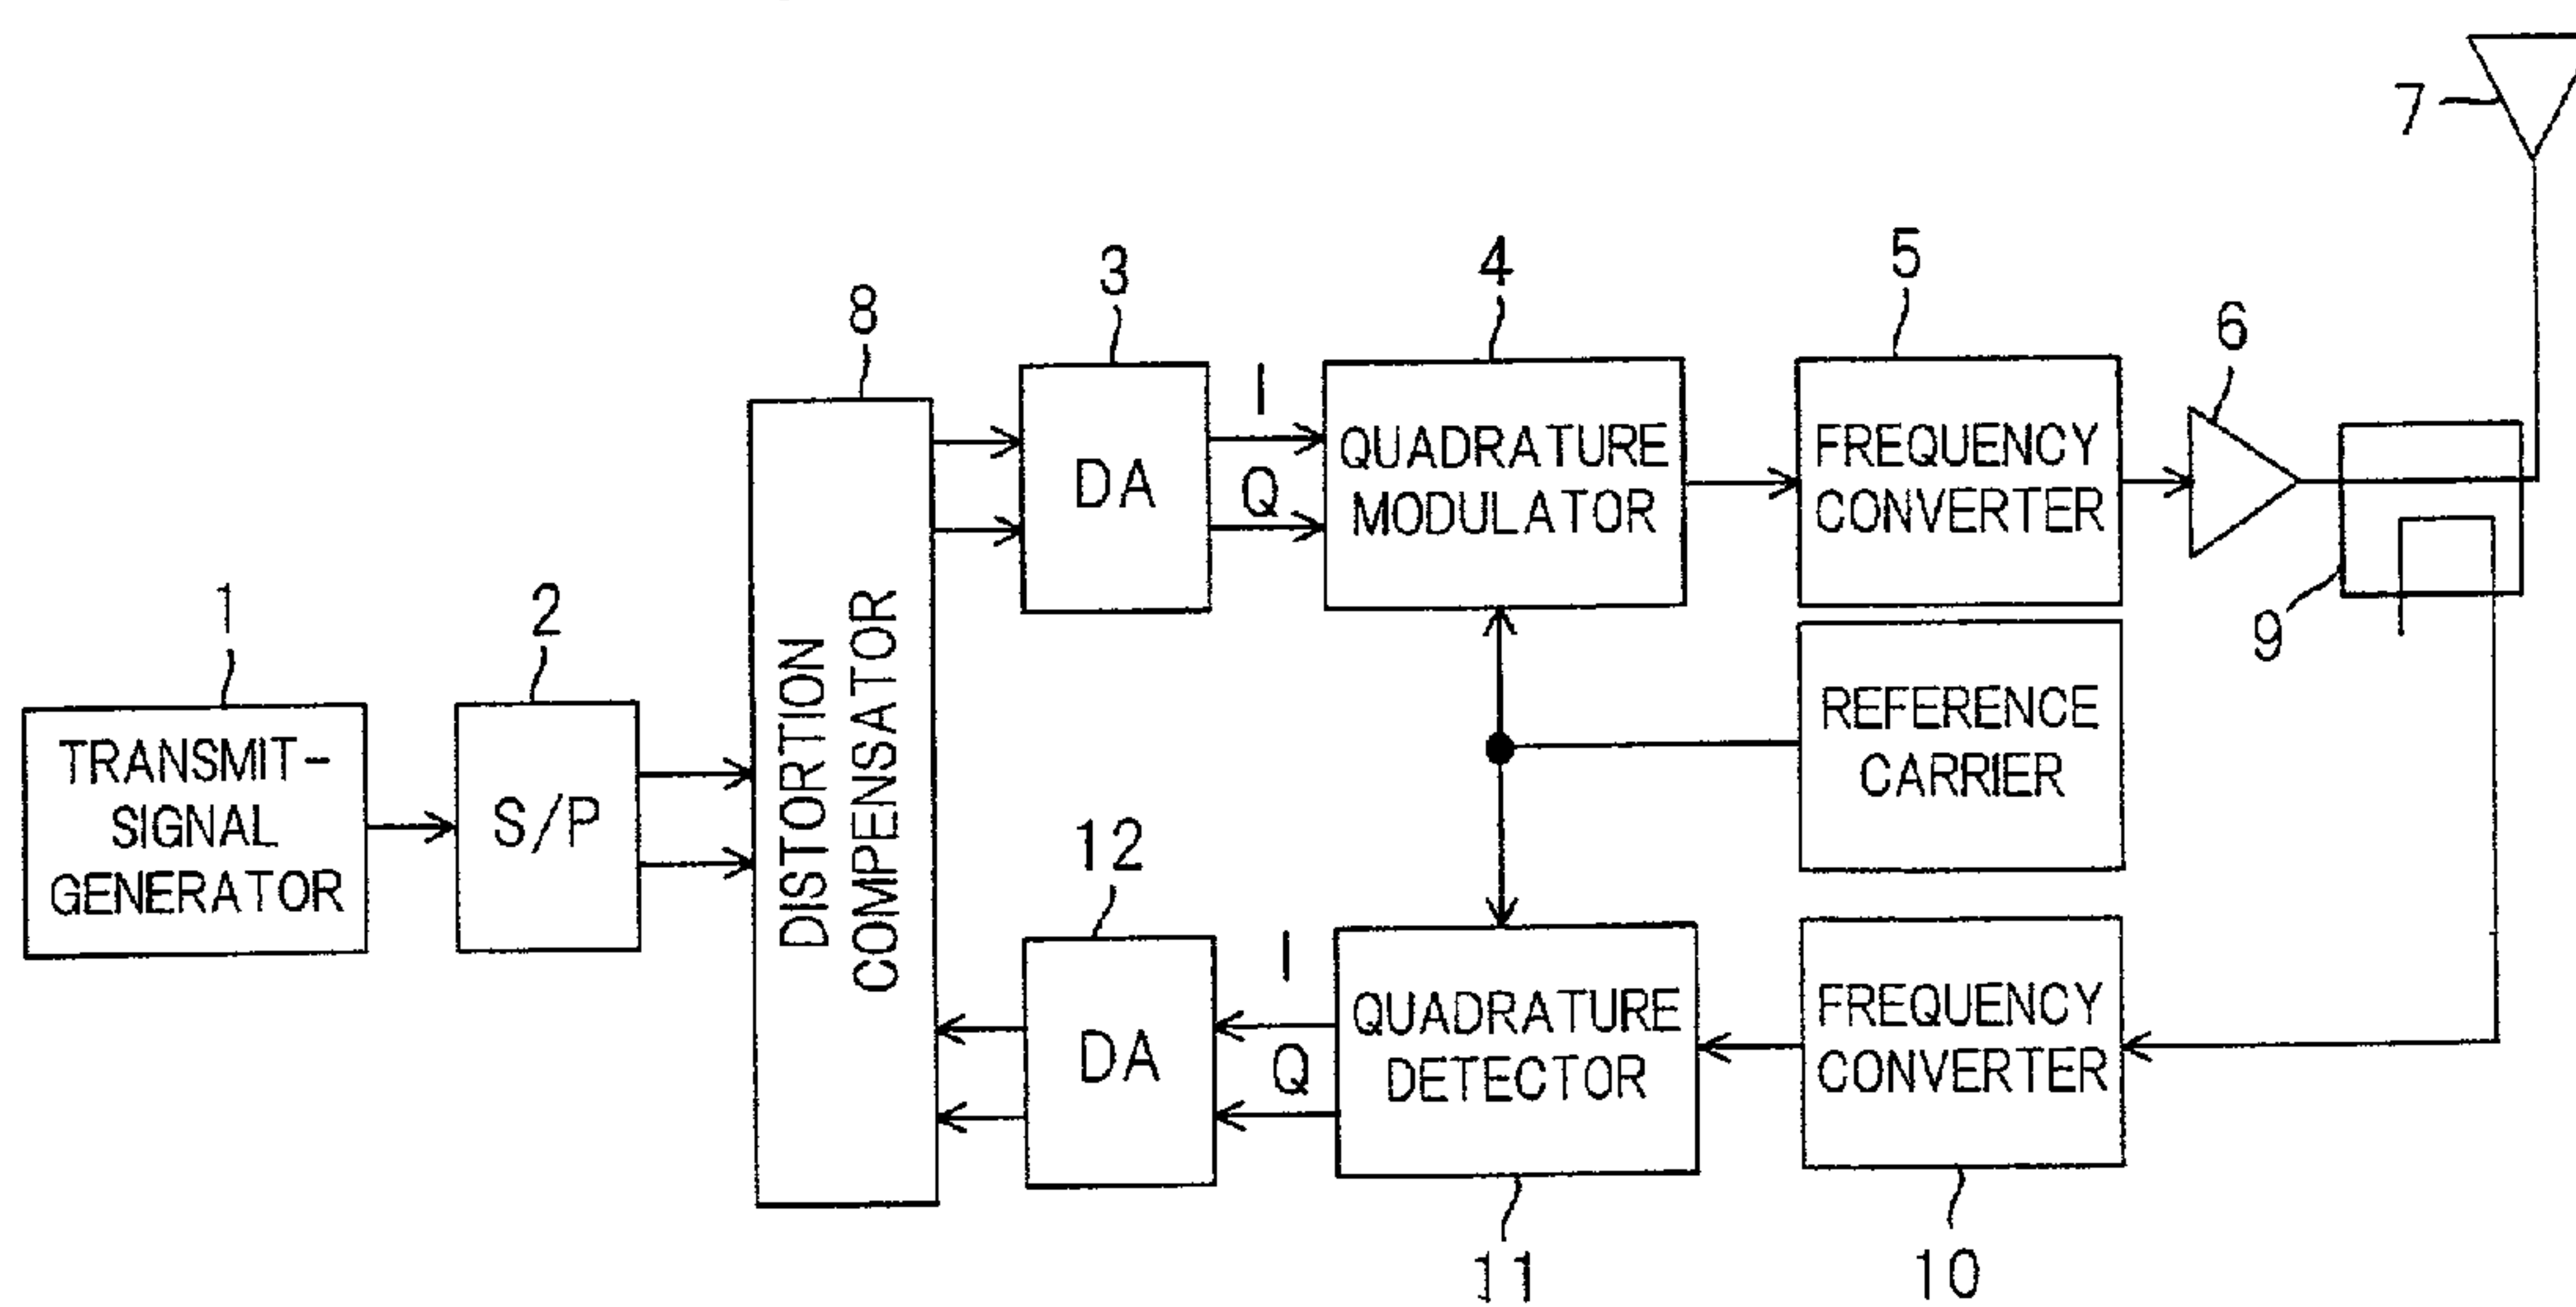 7
5
4
3
6
8
I
QUADRATURE
MODULATOR
FREQUENCY
CONVERTER
DA
Q
1
2
9
DISTORTION
COMPENSATOR
REFERENCE
CARRIER
TRANSMIT-
SIGNAL
GENERATOR
S/P
12
I
QUADRATURE
DETECTOR
FREQUENCY
CONVERTER
DA
Q
11
10